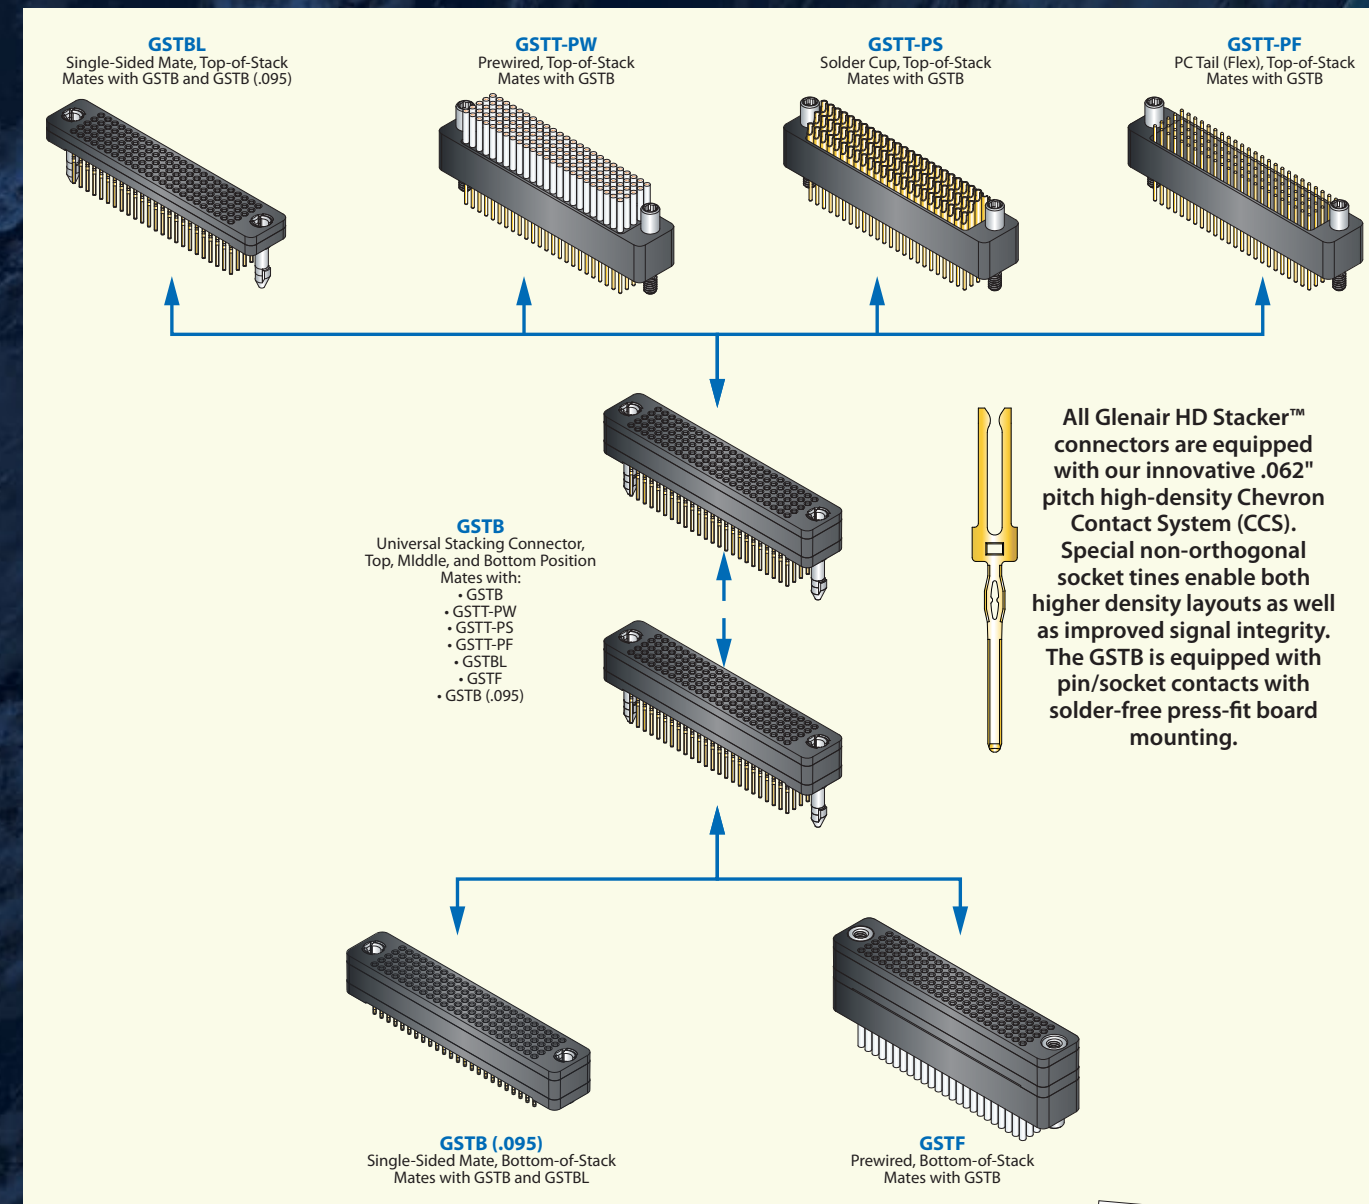 GSTBL
Single-Sided Mate, Top-of-Stack
Mates with GSTB and GSTB (.095)
GSTT-PW
Prewired, Top-of-Stack
Mates with GSTB
GSTT-PS
Solder Cup, Top-of-Stack
Mates with GSTB
GSTT-PF
PC Tail (Flex), Top-of-Stack
Mates with GSTB
GSTB
Universal Stacking Connector,
Top, MIddle, and Bottom Position
Mates with:
• GSTB
• GSTT-PW
• GSTT-PS
• GSTT-PF
• GSTBL
• GSTF
• GSTB (.095)
All Glenair HD Stacker™
connectors are equipped
with our innovative .062"
pitch high-density Chevron
Contact System (CCS).
Special non-orthogonal
socket tines enable both
higher density layouts as well
as improved signal integrity.
The GSTB is equipped with
pin/socket contacts with
solder-free press-fit board
mounting.
GSTB (.095)
Single-Sided Mate, Bottom-of-Stack
Mates with GSTB and GSTBL
GSTF
Prewired, Bottom-of-Stack
Mates with GSTB